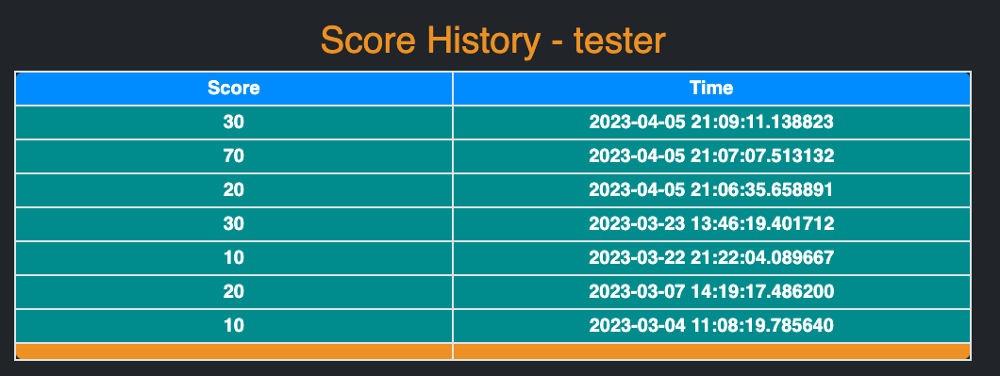 Score History - tester
Score Time
30 2023-04-05 21:09:11.138823
70 2023-04-05 21:07:07.513132
20 2023-04-05 21:06:35.658891
30 2023-03-23 13:46:19.401712
10 2023-03-22 21:22:04.089667
20 2023-03-07 14:19:17.486200
10 2023-03-04 11:08:19.785640